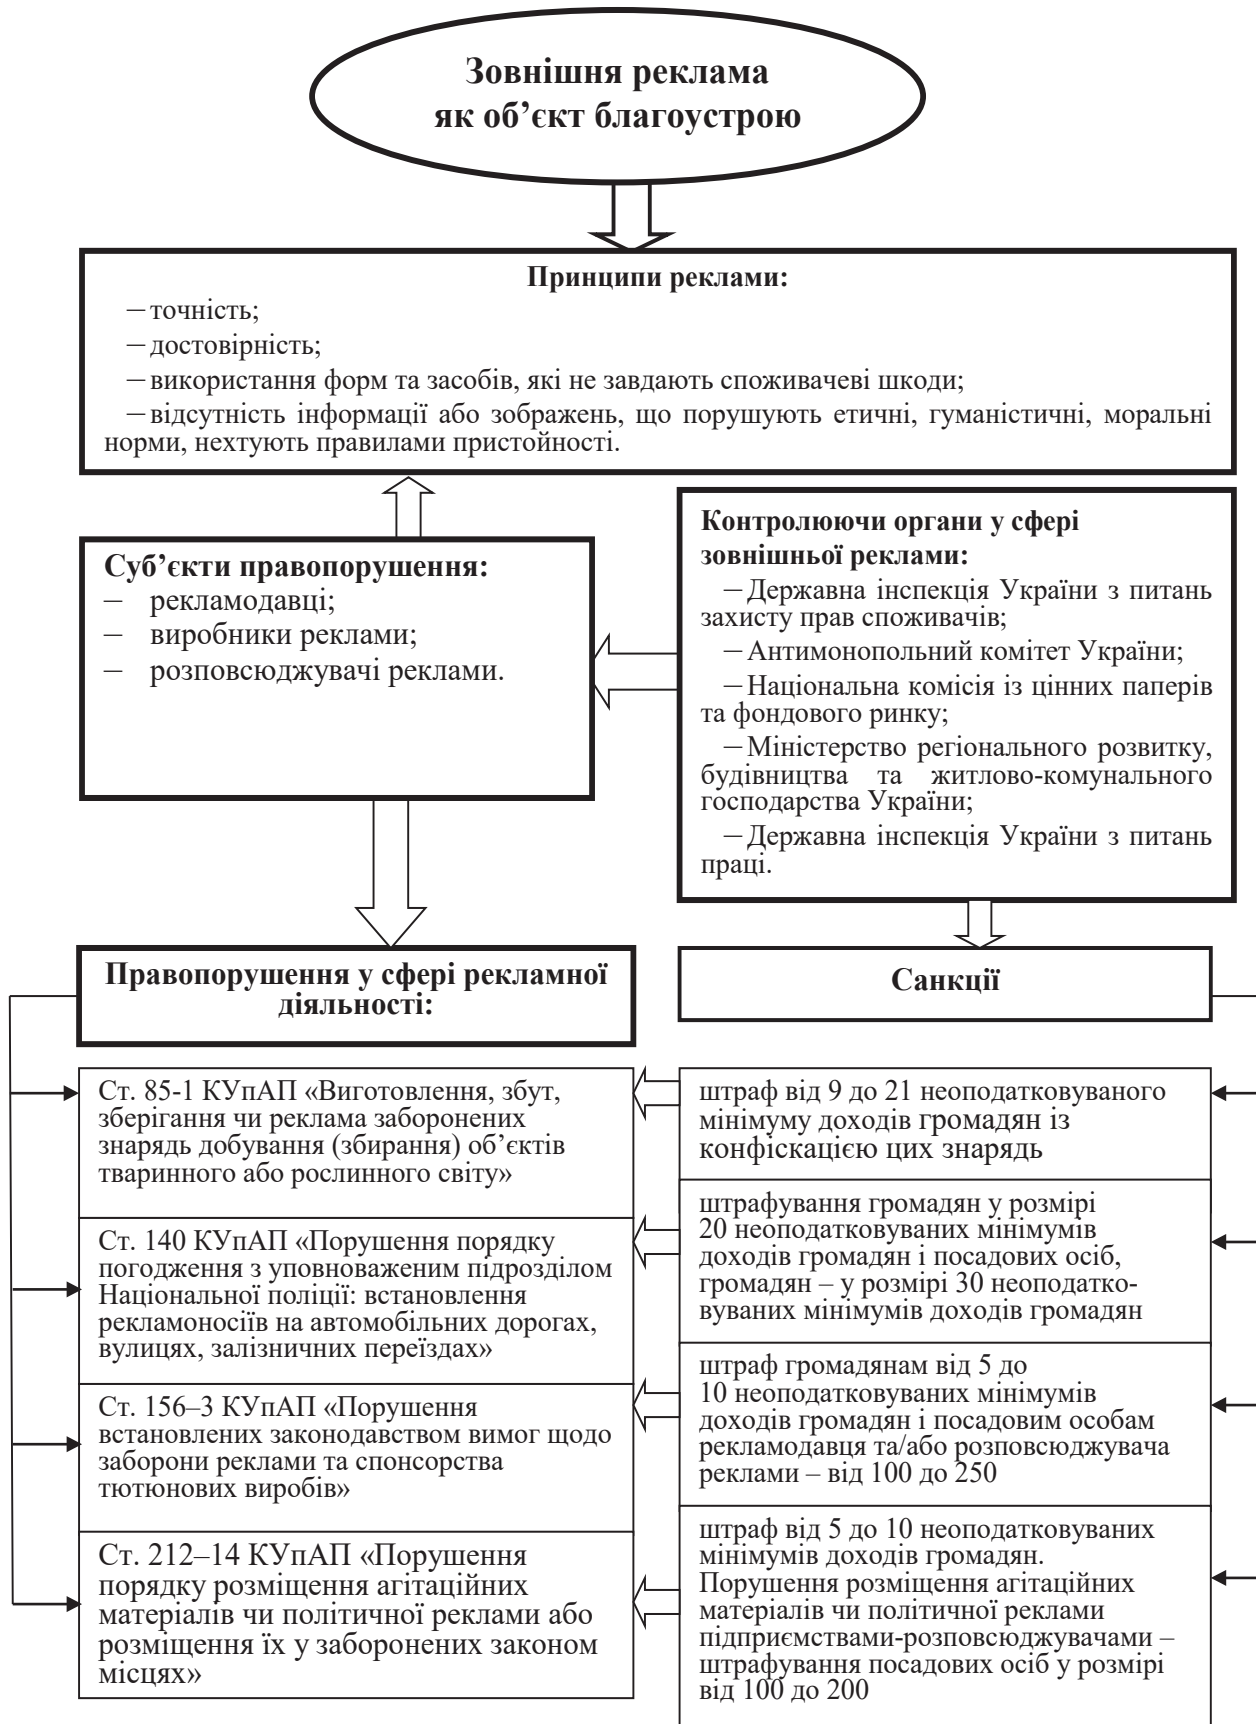 Зовнішня реклама
як об’єкт благоустрою
Принципи реклами:
— точність;
— достовірність;
— використання форм та засобів, які не завдають споживачеві шкоди;
— відсутність інформації або зображень, що порушують етичні, гуманістичні, моральні
норми, нехтують правилами пристойності.
Суб’єкти правопорушення:
— рекламодавці;
— виробники реклами;
— розповсюджувачі реклами.
Контролюючи органи у сфері
зовнішньої реклами:
— Державна інспекція України з питань
захисту прав споживачів;
— Антимонопольний комітет України;
— Національна комісія із цінних паперів
та фондового ринку;
— Міністерство регіонального розвитку,
будівництва та житлово-комунального
господарства України;
— Державна інспекція України з питань
праці.
Правопорушення у сфері рекламної
діяльності:
Санкції
Ст. 85-1 КУпАП «Виготовлення, збут,
зберігання чи реклама заборонених
знарядь добування (збирання) об’єктів
тваринного або рослинного світу»
штраф від 9 до 21 неоподатковуваного
мінімуму доходів громадян із
конфіскацією цих знарядь
Ст. 140 КУпАП «Порушення порядку
погодження з уповноваженим підрозділом
Національної поліції: встановлення
рекламоносіїв на автомобільних дорогах,
вулицях, залізничних переїздах»
штрафування громадян у розмірі
20 неоподатковуваних мінімумів
доходів громадян і посадових осіб,
громадян – у розмірі 30 неоподатко-
вуваних мінімумів доходів громадян
Ст. 156–3 КУпАП «Порушення
встановлених законодавством вимог щодо
заборони реклами та спонсорства
тютюнових виробів»
штраф громадянам від 5 до
10 неоподатковуваних мінімумів
доходів громадян і посадовим особам
рекламодавця та/або розповсюджувача
реклами – від 100 до 250
Ст. 212–14 КУпАП «Порушення
порядку розміщення агітаційних
матеріалів чи політичної реклами або
розміщення їх у заборонених законом
місцях»
штраф від 5 до 10 неоподатковуваних
мінімумів доходів громадян.
Порушення розміщення агітаційних
матеріалів чи політичної реклами
підприємствами-розповсюджувачами –
штрафування посадових осіб у розмірі
від 100 до 200